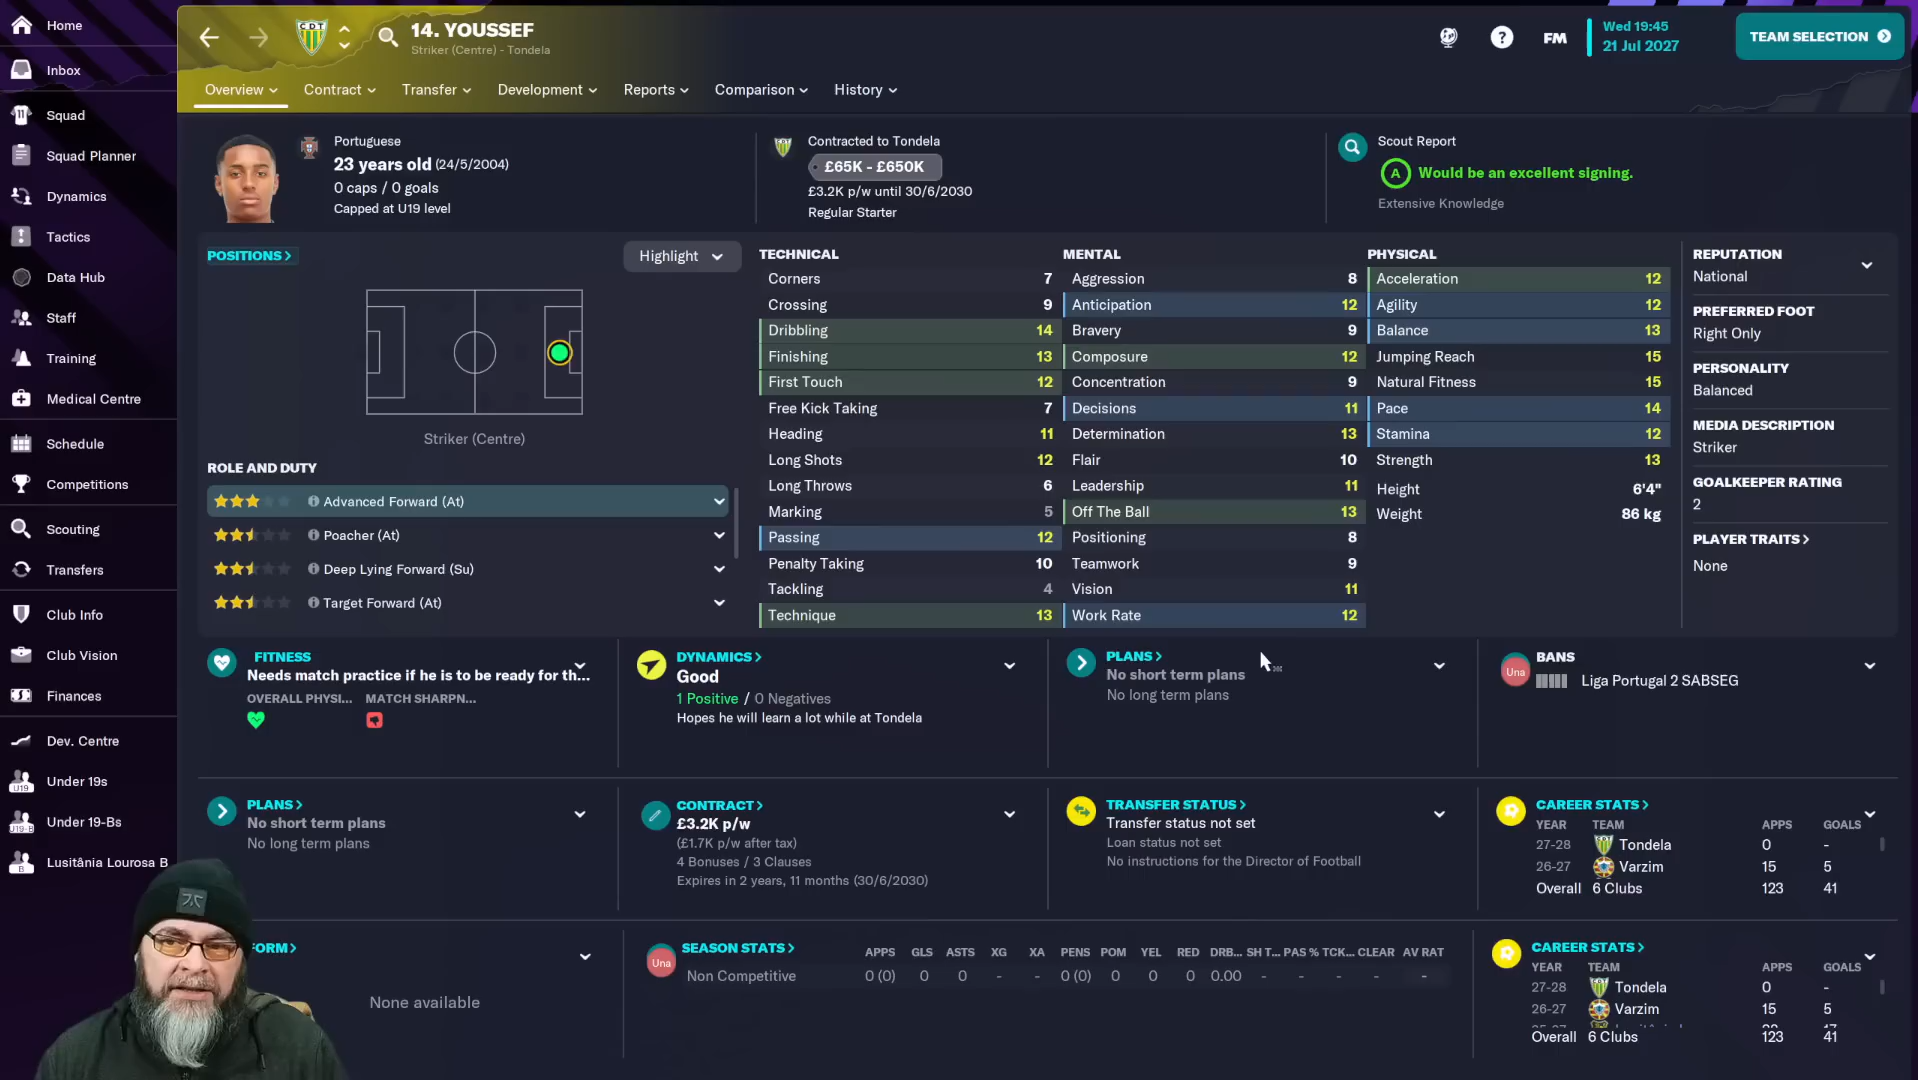 Home
Inbox
Squad
Squad Planner
Dynamics
Tactics
Data Hub
Staff
Training
Medical Centre
Schedule
Competitions
Scouting
Transfers
Club Info
Club Vision
Finances
Dev. Centre
Under 19s
Under 19-Bs
Lusitânia Lourosa B
14. YOUSSEF
Striker (Centre) - Tondela
FM
Wed 19:45
21 Jul 2027
TEAM SELECTION
Overview
Contract
Transfer
Development
Reports
Comparison
History
Portuguese
23 years old (24/5/2004)
0 caps / 0 goals
Capped at U19 level
Contracted to Tondela
£65K - £650K
£3.2K p/w until 30/6/2030
Regular Starter
Scout Report
A Would be an excellent signing.
Extensive Knowledge
POSITIONS
Highlight
Striker (Centre)
ROLE AND DUTY
Advanced Forward (At)
Poacher (At)
Deep Lying Forward (Su)
Target Forward (At)
TECHNICAL
Corners 7
Crossing 9
Dribbling 14
Finishing 13
First Touch 12
Free Kick Taking 7
Heading 11
Long Shots 12
Long Throws 6
Marking 5
Passing 12
Penalty Taking 10
Tackling 4
Technique 13
MENTAL
Aggression 8
Anticipation 12
Bravery 9
Composure 12
Concentration 9
Decisions 11
Determination 13
Flair 10
Leadership 11
Off The Ball 13
Positioning 8
Teamwork 9
Vision 11
Work Rate 12
PHYSICAL
Acceleration 12
Agility 12
Balance 13
Jumping Reach 15
Natural Fitness 15
Pace 14
Stamina 12
Strength 13
Height 6'4"
Weight 86 kg
REPUTATION
National
PREFERRED FOOT
Right Only
PERSONALITY
Balanced
MEDIA DESCRIPTION
Striker
GOALKEEPER RATING
2
PLAYER TRAITS
None
FITNESS
Needs match practice if he is to be ready for th...
OVERALL PHYSI... MATCH SHARPN...
DYNAMICS
Good
1 Positive / 0 Negatives
Hopes he will learn a lot while at Tondela
PLANS
No short term plans
No long term plans
BANS
Una Liga Portugal 2 SABSEG
PLANS
No short term plans
No long term plans
CONTRACT
£3.2K p/w
(£1.7K p/w after tax)
4 Bonuses / 3 Clauses
Expires in 2 years, 11 months (30/6/2030)
TRANSFER STATUS
Transfer status not set
Loan status not set
No instructions for the Director of Football
CAREER STATS
YEAR TEAM APPS GOALS
27-28 Tondela 0 -
26-27 Varzim 15 5
Overall 6 Clubs 123 41
FORM
None available
SEASON STATS APPS GLS ASTS XG XA PENS POM YEL RED DRB... SH T... PAS % TCK... CLEAR AV RAT
Una Non Competitive 0 (0) 0 0 - - 0 (0) 0 0 0 0.00 - - - - -
CAREER STATS
YEAR TEAM APPS GOALS
27-28 Tondela 0 -
26-27 Varzim 15 5
Overall 6 Clubs 123 41